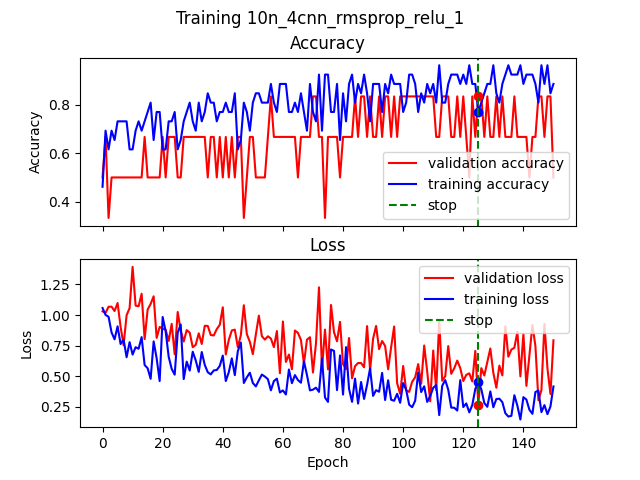 Training 10n_4cnn_rmsprop_relu_1
Accuracy
Accuracy
0.8
0.6
0.4
validation accuracy
training accuracy
stop
Loss
Loss
1.25
1.00
0.75
0.50
0.25
validation loss
training loss
stop
0 20 40 60 80 100 120 140
Epoch